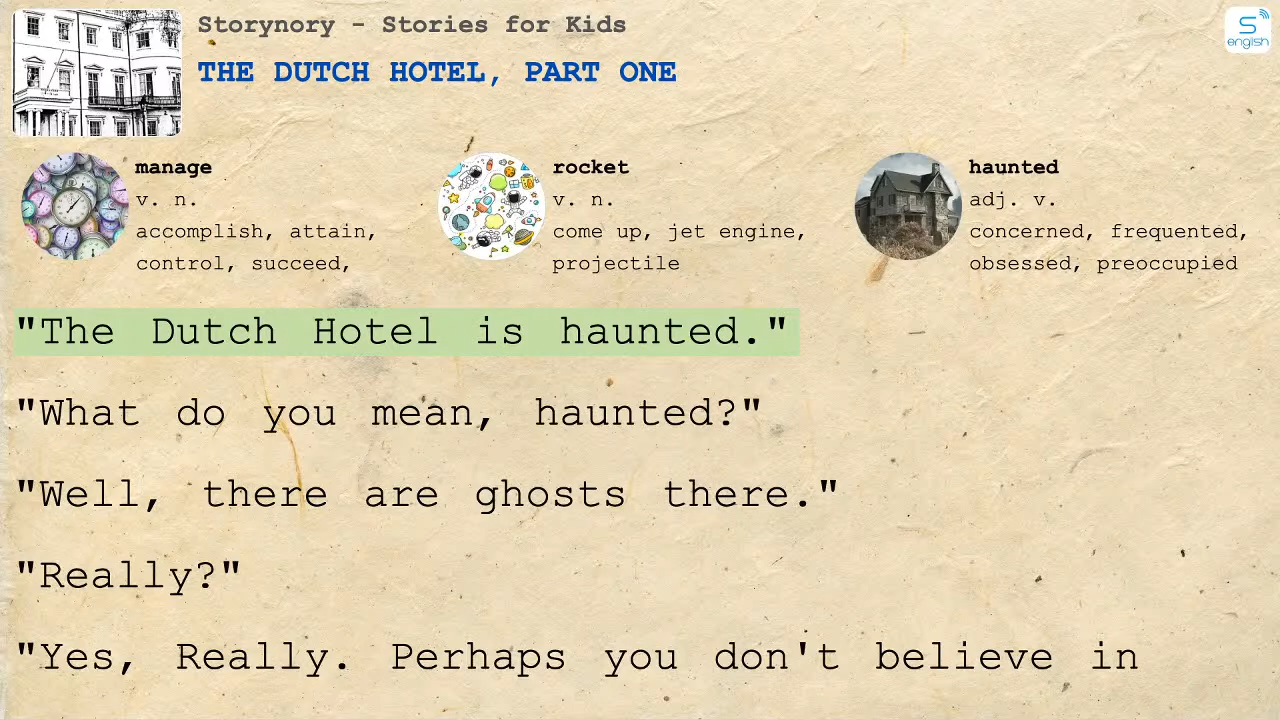 Storynory - Stories for Kids
THE DUTCH HOTEL, PART ONE
S
english
manage
v. n.
accomplish, attain,
control, succeed,
rocket
v. n.
come up, jet engine,
projectile
haunted
adj. v.
concerned, frequented,
obsessed, preoccupied
"The Dutch Hotel is haunted."
"What do you mean, haunted?"
"Well, there are ghosts there."
"Really?"
"Yes, Really. Perhaps you don't believe in